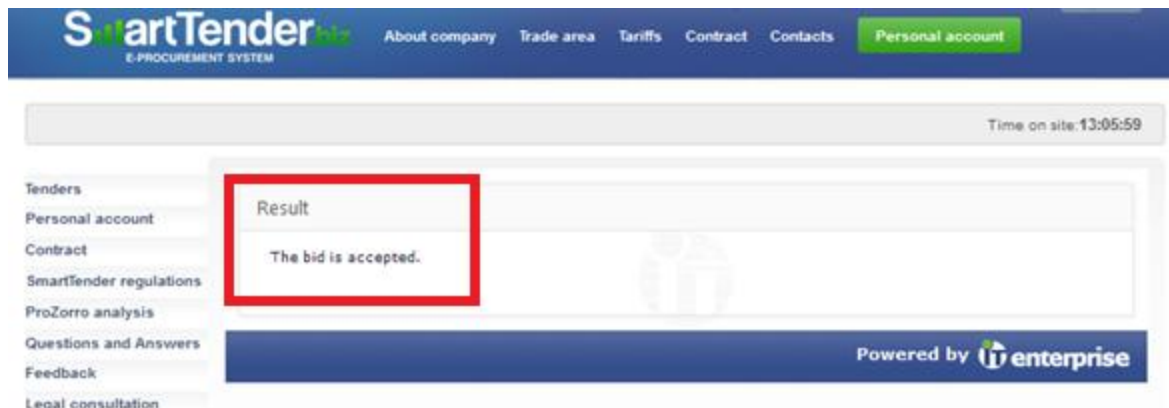 SmartTender.biz
E-PROCUREMENT SYSTEM
About company Trade area Tariffs Contract Contacts Personal account
Time on site:13:05:59
Tenders
Personal account
Contract
SmartTender regulations
ProZorro analysis
Questions and Answers
Feedback
Legal consultation
Result
The bid is accepted.
Powered by it enterprise